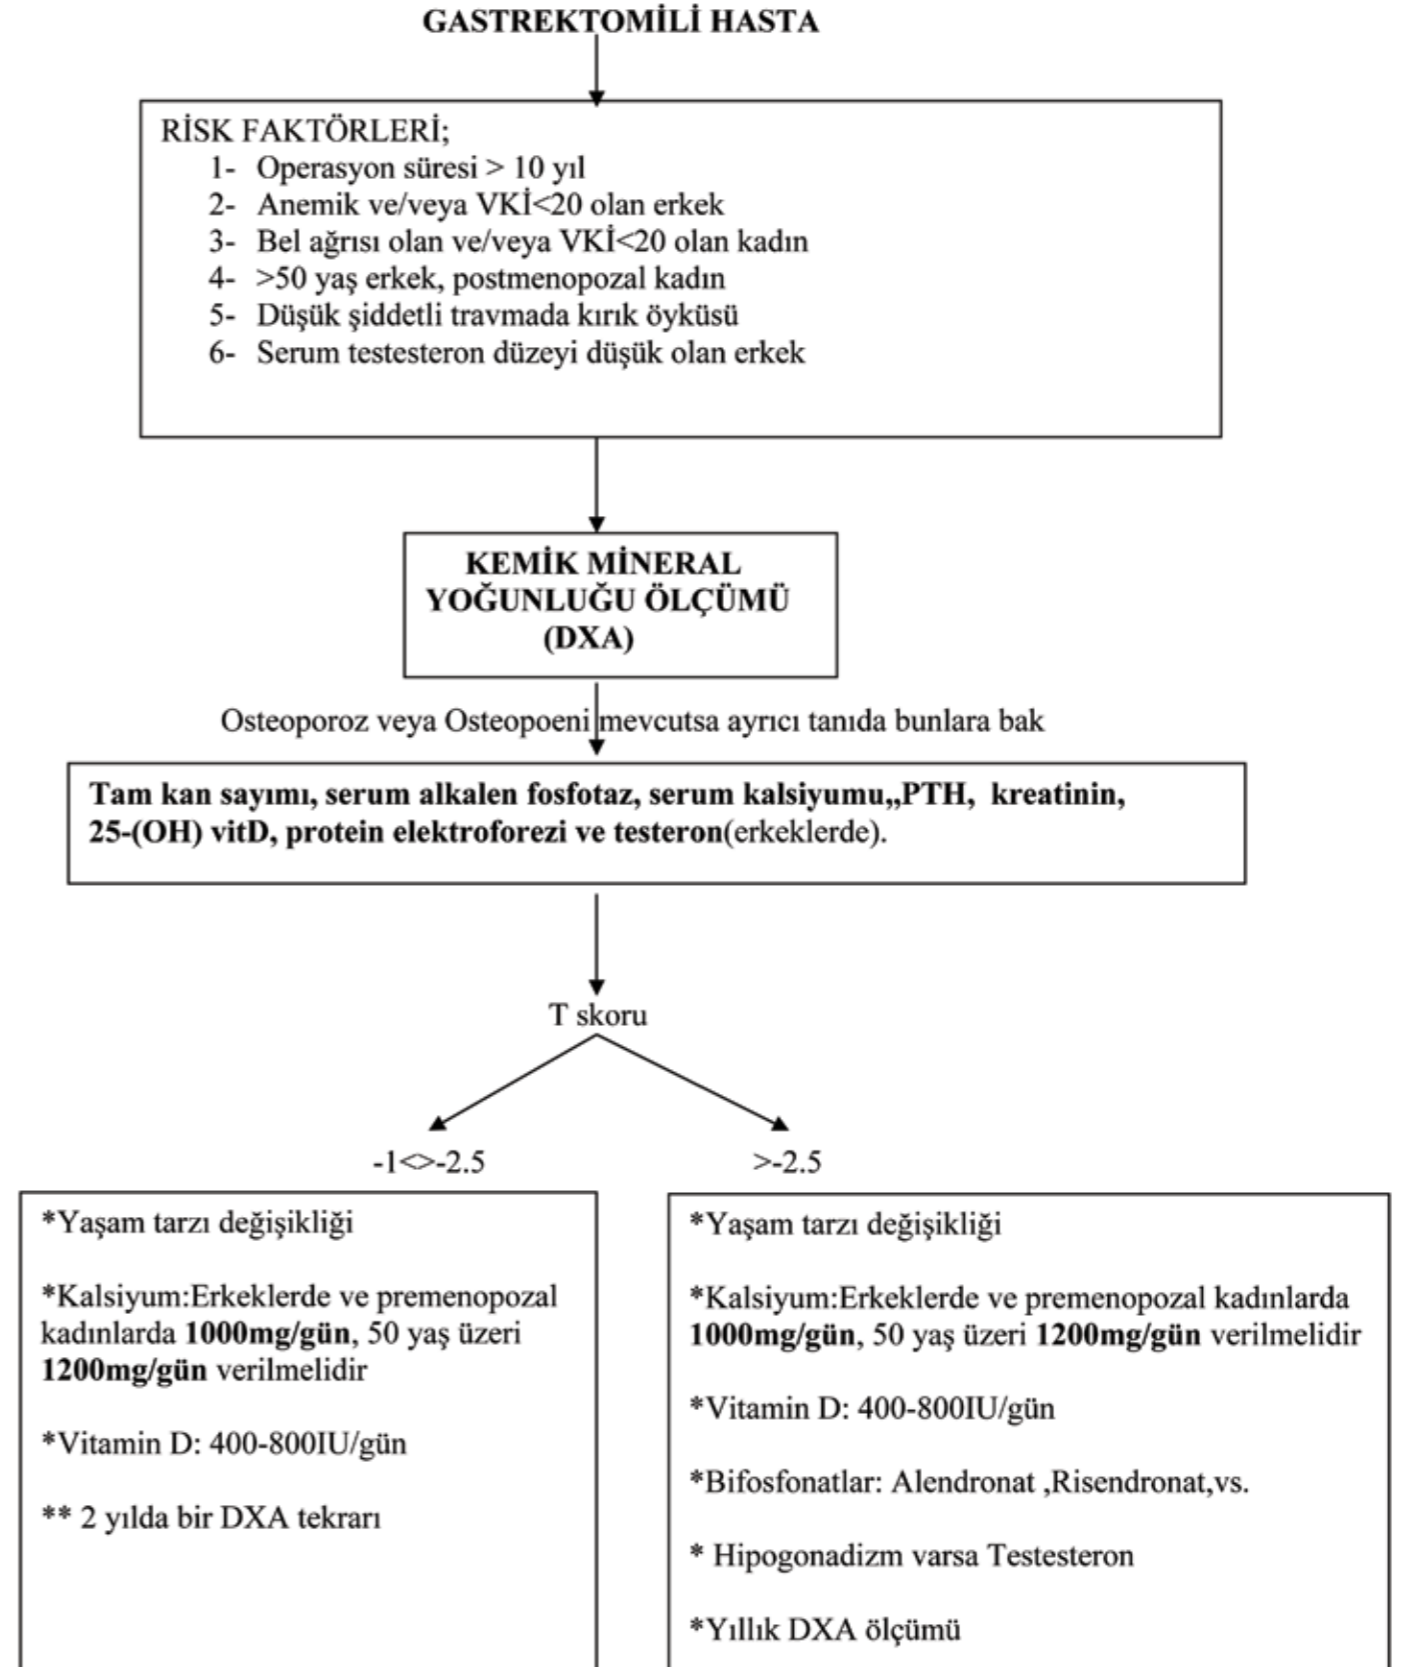 GASTREKTOMİLİ HASTA
RİSK FAKTÖRLERİ;
1- Operasyon süresi > 10 yıl
2- Anemik ve/veya VKİ<20 olan erkek
3- Bel ağrısı olan ve/veya VKİ<20 olan kadın
4- >50 yaş erkek, postmenopozal kadın
5- Düşük şiddetli travmada kırık öyküsü
6- Serum testesteron düzeyi düşük olan erkek
KEMİK MİNERAL
YOĞUNLUĞU ÖLÇÜMÜ
(DXA)
Osteoporoz veya Osteopoeni mevcutsa ayrıcı tanıda bunlara bak
Tam kan sayımı, serum alkalen fosfotaz, serum kalsiyumu,,PTH, kreatinin,
25-(OH) vitD, protein elektroforezi ve testeron(erkeklerde).
T skoru
-1<>-2.5
*Yaşam tarzı değişikliği
*Kalsiyum:Erkeklerde ve premenopozal
kadınlarda 1000mg/gün, 50 yaş üzeri
1200mg/gün verilmelidir
*Vitamin D: 400-800IU/gün
** 2 yılda bir DXA tekrarı
>-2.5
*Yaşam tarzı değişikliği
*Kalsiyum:Erkeklerde ve premenopozal kadınlarda
1000mg/gün, 50 yaş üzeri 1200mg/gün verilmelidir
*Vitamin D: 400-800IU/gün
*Bifosfonatlar: Alendronat ,Risendronat,vs.
* Hipogonadizm varsa Testesteron
*Yıllık DXA ölçümü